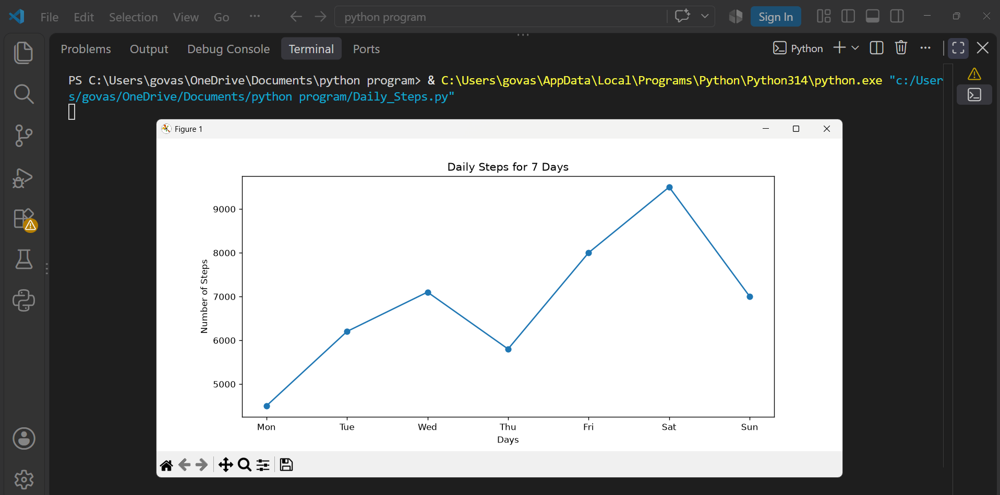 File Edit Selection View Go ... python program Sign In
Problems Output Debug Console Terminal Ports Python
PS C:\Users\govas\OneDrive\Documents\python program> & C:\Users\govas\AppData\Local\Programs\Python\Python314\python.exe "c:/User
s/govas/OneDrive/Documents/python program/Daily_Steps.py"
Figure 1
Daily Steps for 7 Days
9000
8000
7000
6000
5000
Number of Steps
Mon Tue Wed Thu Fri Sat Sun
Days